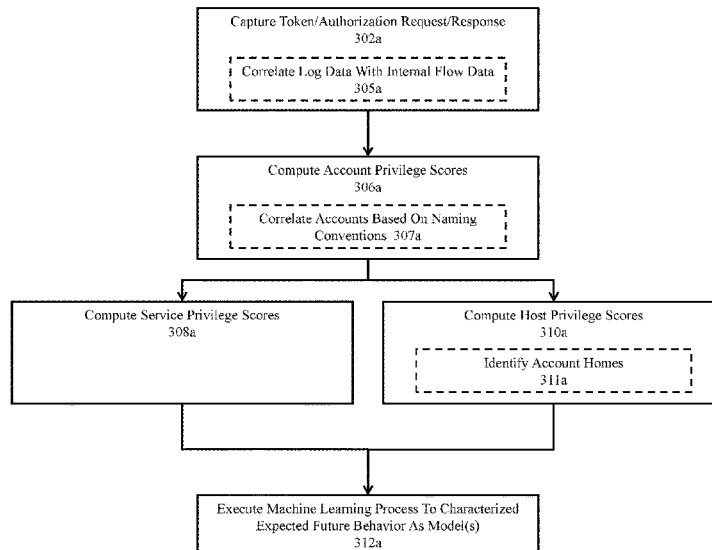 Capture Token/Authorization Request/Response
302a
Correlate Log Data With Internal Flow Data
305a
Compute Account Privilege Scores
306a
Correlate Accounts Based On Naming
Conventions 307a
Compute Service Privilege Scores
308a
Compute Host Privilege Scores
310a
Identify Account Homes
311a
Execute Machine Learning Process To Characterized
Expected Future Behavior As Model(s)
312a